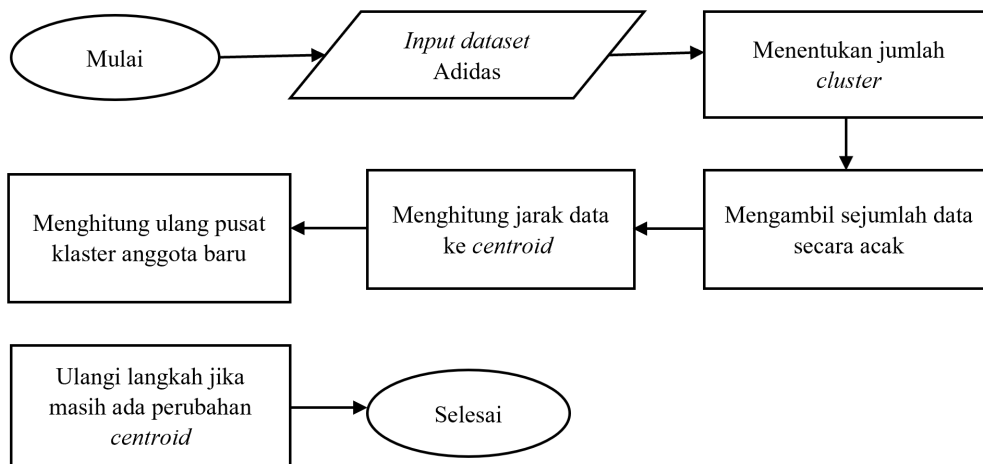 Mulai
Input dataset
Adidas
Menentukan jumlah
cluster
Mengambil sejumlah data
secara acak
Menghitung jarak data
ke centroid
Menghitung ulang pusat
klaster anggota baru
Ulangi langkah jika
masih ada perubahan
centroid
Selesai